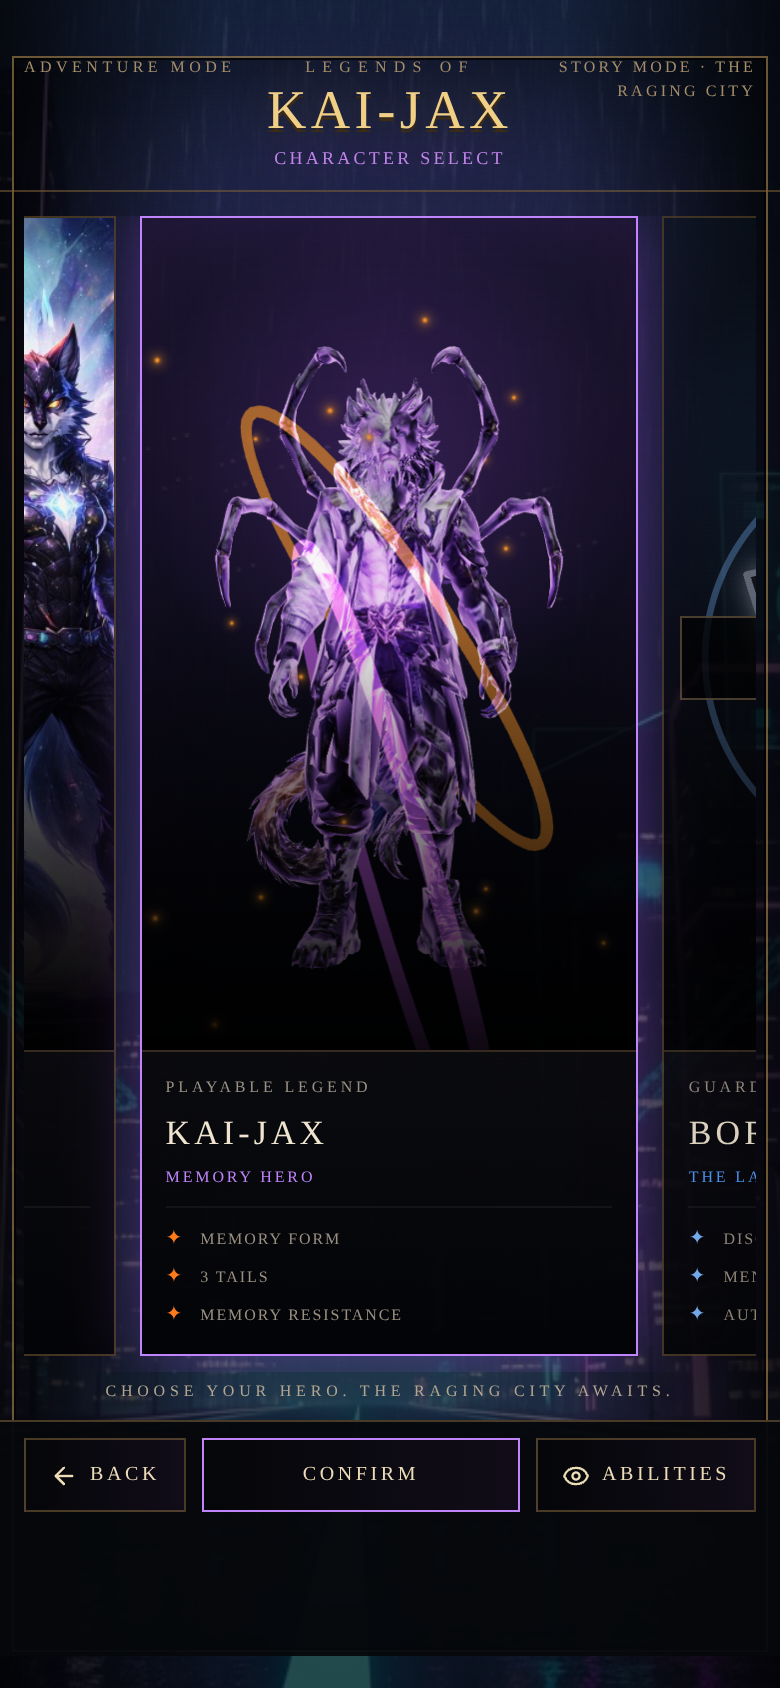 ADVENTURE MODE
LEGENDS OF
KAI-JAX
CHARACTER SELECT
STORY MODE · THE
RAGING CITY
PLAYABLE LEGEND
KAI-JAX
MEMORY HERO
MEMORY FORM
3 TAILS
MEMORY RESISTANCE
THE
CHOOSE YOUR HERO. THE RAGING CITY AWAITS.
BACK
CONFIRM
ABILITIES